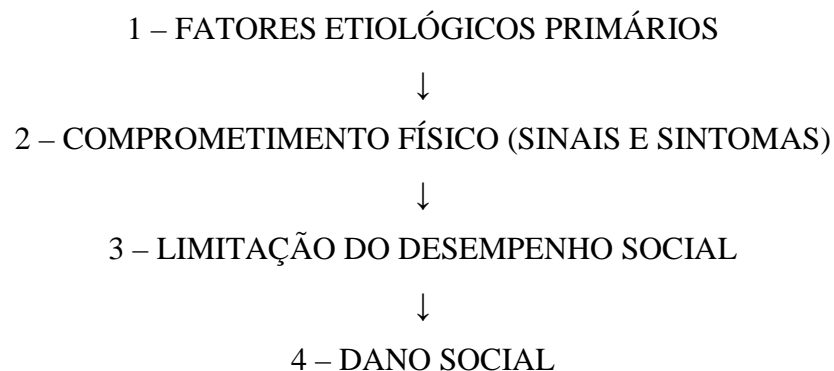 1 – FATORES ETIOLÓGICOS PRIMÁRIOS
↓
2 – COMPROMETIMENTO FÍSICO (SINAIS E SINTOMAS)
↓
3 – LIMITAÇÃO DO DESEMPENHO SOCIAL
↓
4 – DANO SOCIAL